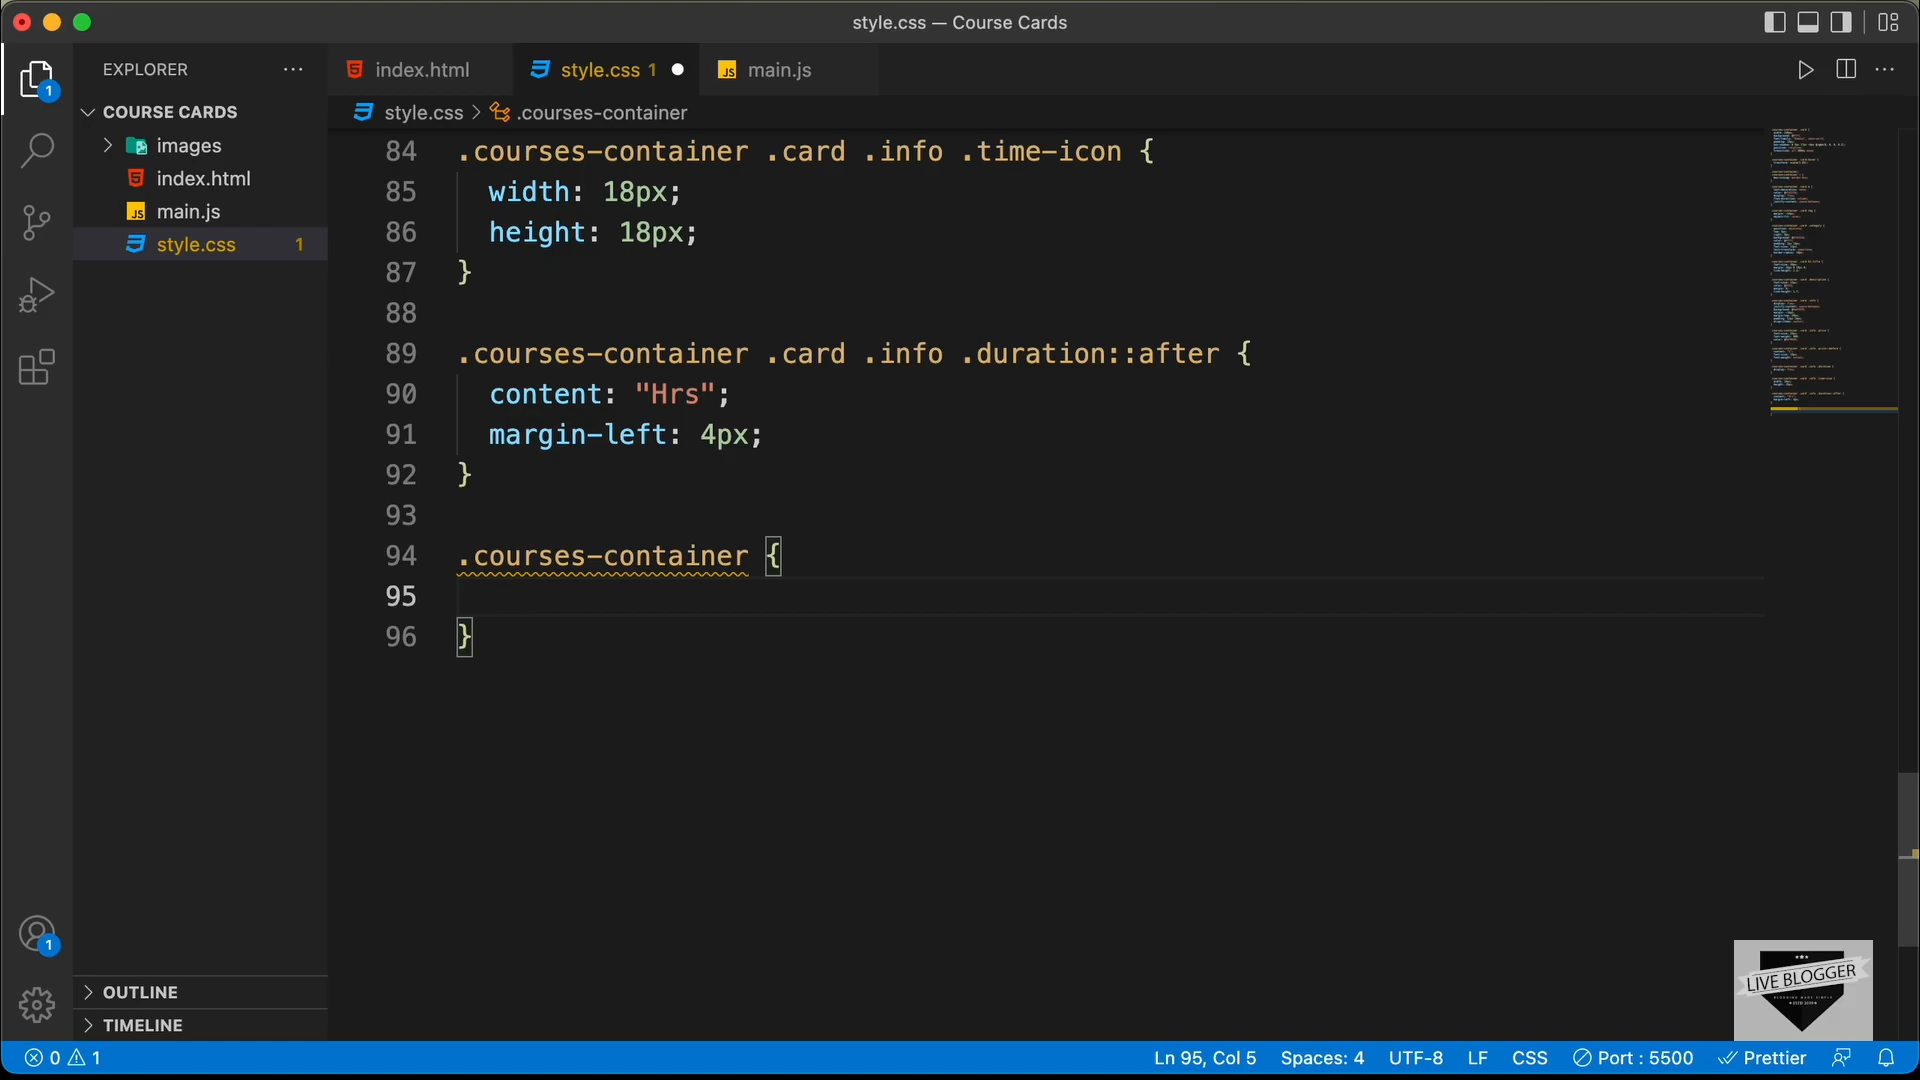 style.css — Course Cards
1
EXPLORER
COURSE CARDS
images
index.html
main.js
style.css 1
index.html
style.css 1
main.js
style.css > .courses-container
84 .courses-container .card .info .time-icon {
85 width: 18px;
86 height: 18px;
87 }
88
89 .courses-container .card .info .duration::after {
90 content: "Hrs";
91 margin-left: 4px;
92 }
93
94 .courses-container {
95
96 }
1
OUTLINE
TIMELINE
LIVE BLOGGER
0 1
Ln 95, Col 5 Spaces: 4 UTF-8 LF CSS Port : 5500 Prettier